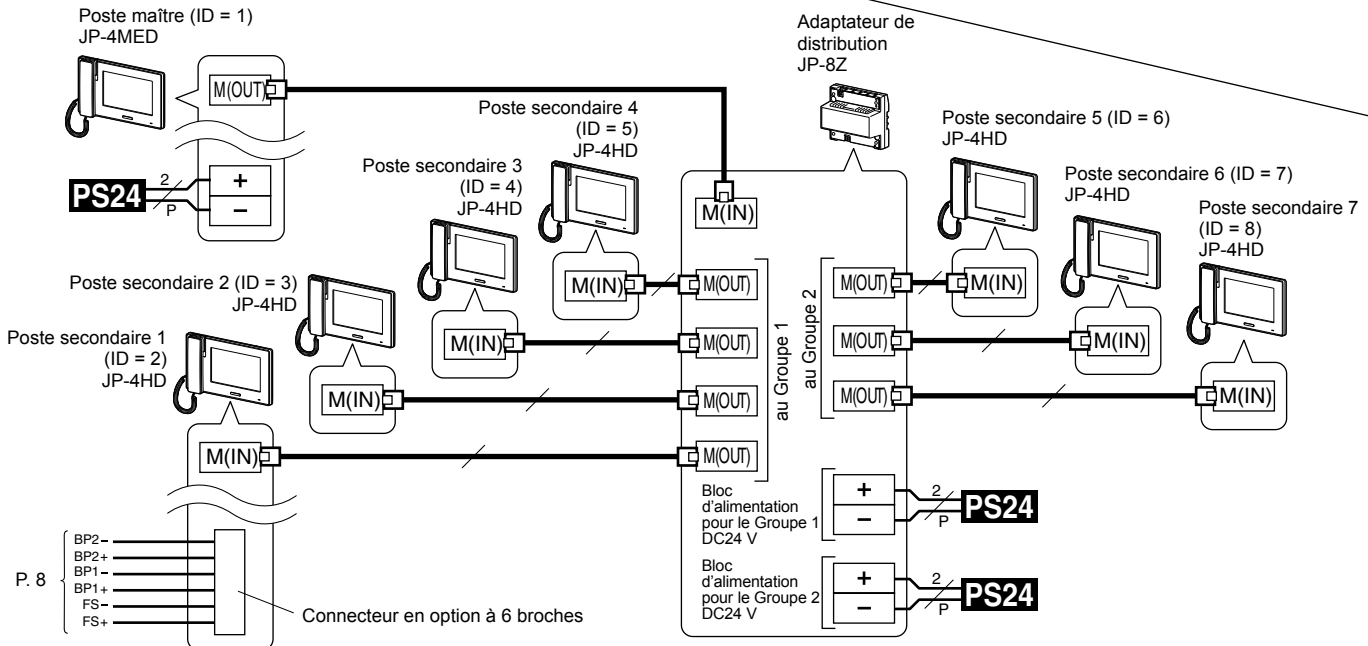 Poste maître (ID = 1)
JP-4MED
M(OUT)
+
−
PS24
2
P
Adaptateur de
distribution
JP-8Z
M(IN)
Poste secondaire 4
(ID = 5)
JP-4HD
M(IN)
M(OUT)
Poste secondaire 3
(ID = 4)
JP-4HD
M(IN)
M(OUT)
Poste secondaire 2 (ID = 3)
JP-4HD
M(IN)
M(OUT)
Poste secondaire 1
(ID = 2)
JP-4HD
M(IN)
M(OUT)
au Groupe 1
au Groupe 2
Poste secondaire 5 (ID = 6)
JP-4HD
M(OUT)
M(IN)
Poste secondaire 6 (ID = 7)
JP-4HD
M(OUT)
M(IN)
Poste secondaire 7
(ID = 8)
JP-4HD
M(OUT)
M(IN)
Bloc
d'alimentation
pour le Groupe 1
DC24 V
+
−
2
P
PS24
Bloc
d'alimentation
pour le Groupe 2
DC24 V
+
−
2
P
PS24
P. 8
BP2−
BP2+
BP1−
BP1+
FS−
FS+
Connecteur en option à 6 broches